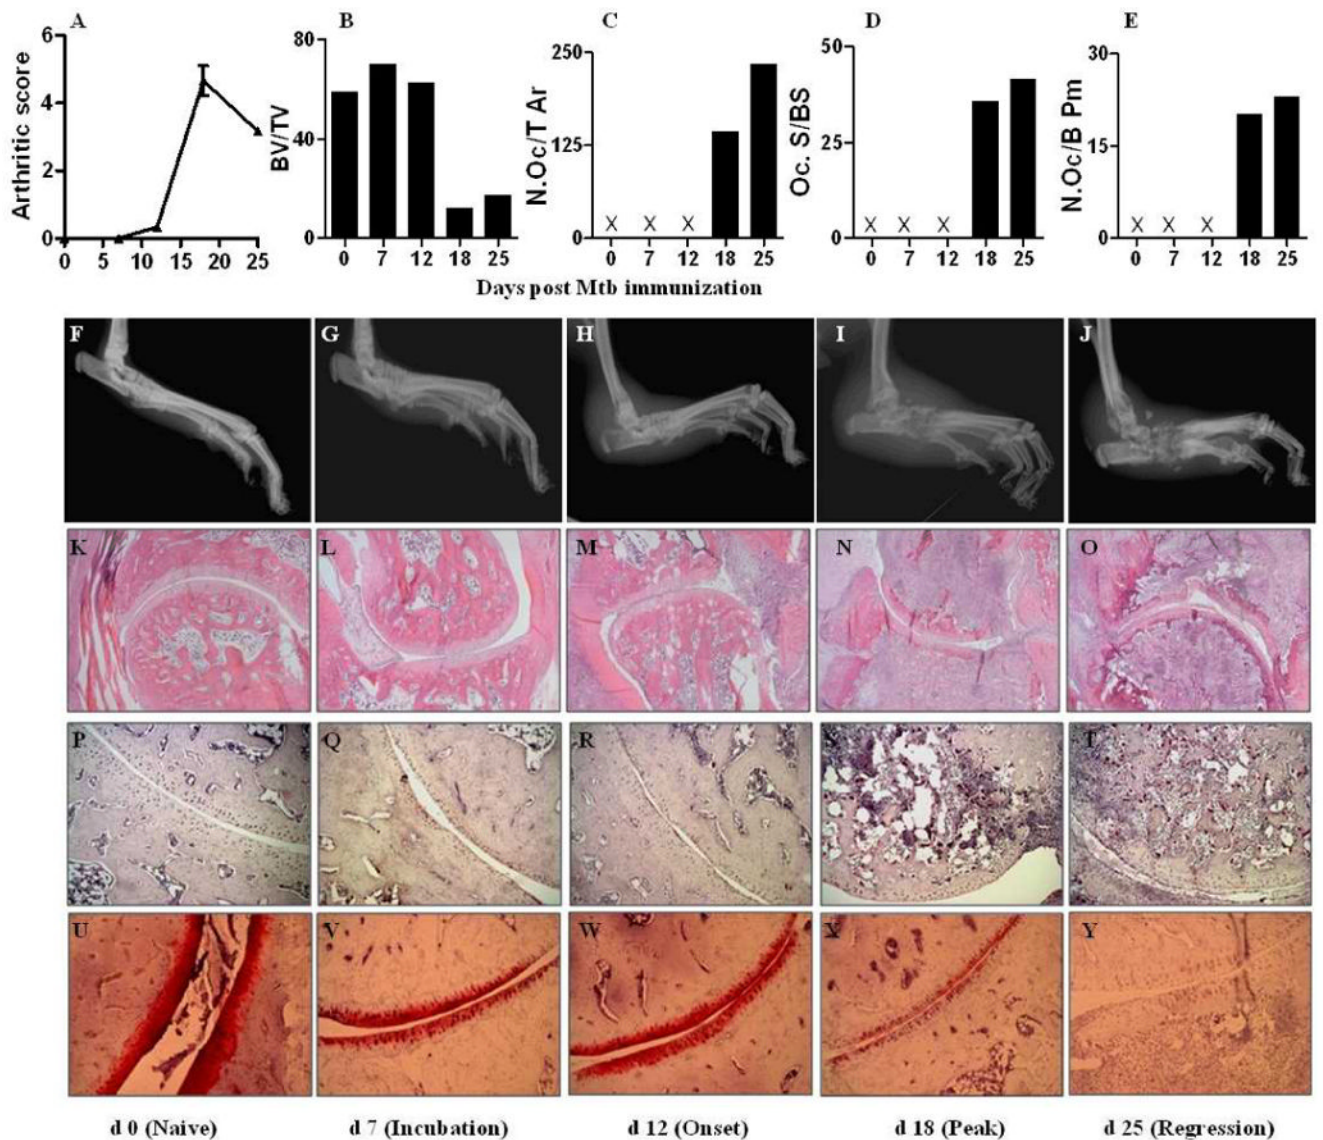 A
B
C
D
E
Arthritic score
6
4
2
0
0 5 10 15 20 25
BV/TV
80
40
0
0 7 12 18 25
N.Oc/T Ar
250
125
0
X X X
0 7 12 18 25
Oc. S/BS
50
25
0
X X X
0 7 12 18 25
N.Oc/B Pm
30
15
0
X X X
0 7 12 18 25
Days post Mtb immunization
F G H I J
K L M N O
P Q R S T
U V W X Y
d 0 (Naive)
d 7 (Incubation)
d 12 (Onset)
d 18 (Peak)
d 25 (Regression)